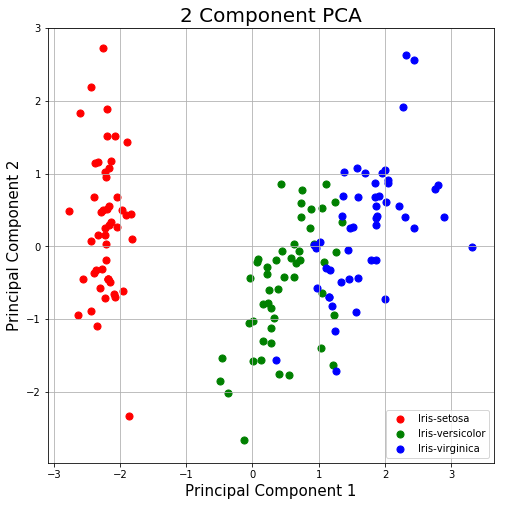 2 Component PCA
3
2
1
0
−1
−2
Principal Component 2
−3
−2
−1
0
1
2
3
Principal Component 1
Iris-setosa
Iris-versicolor
Iris-virginica